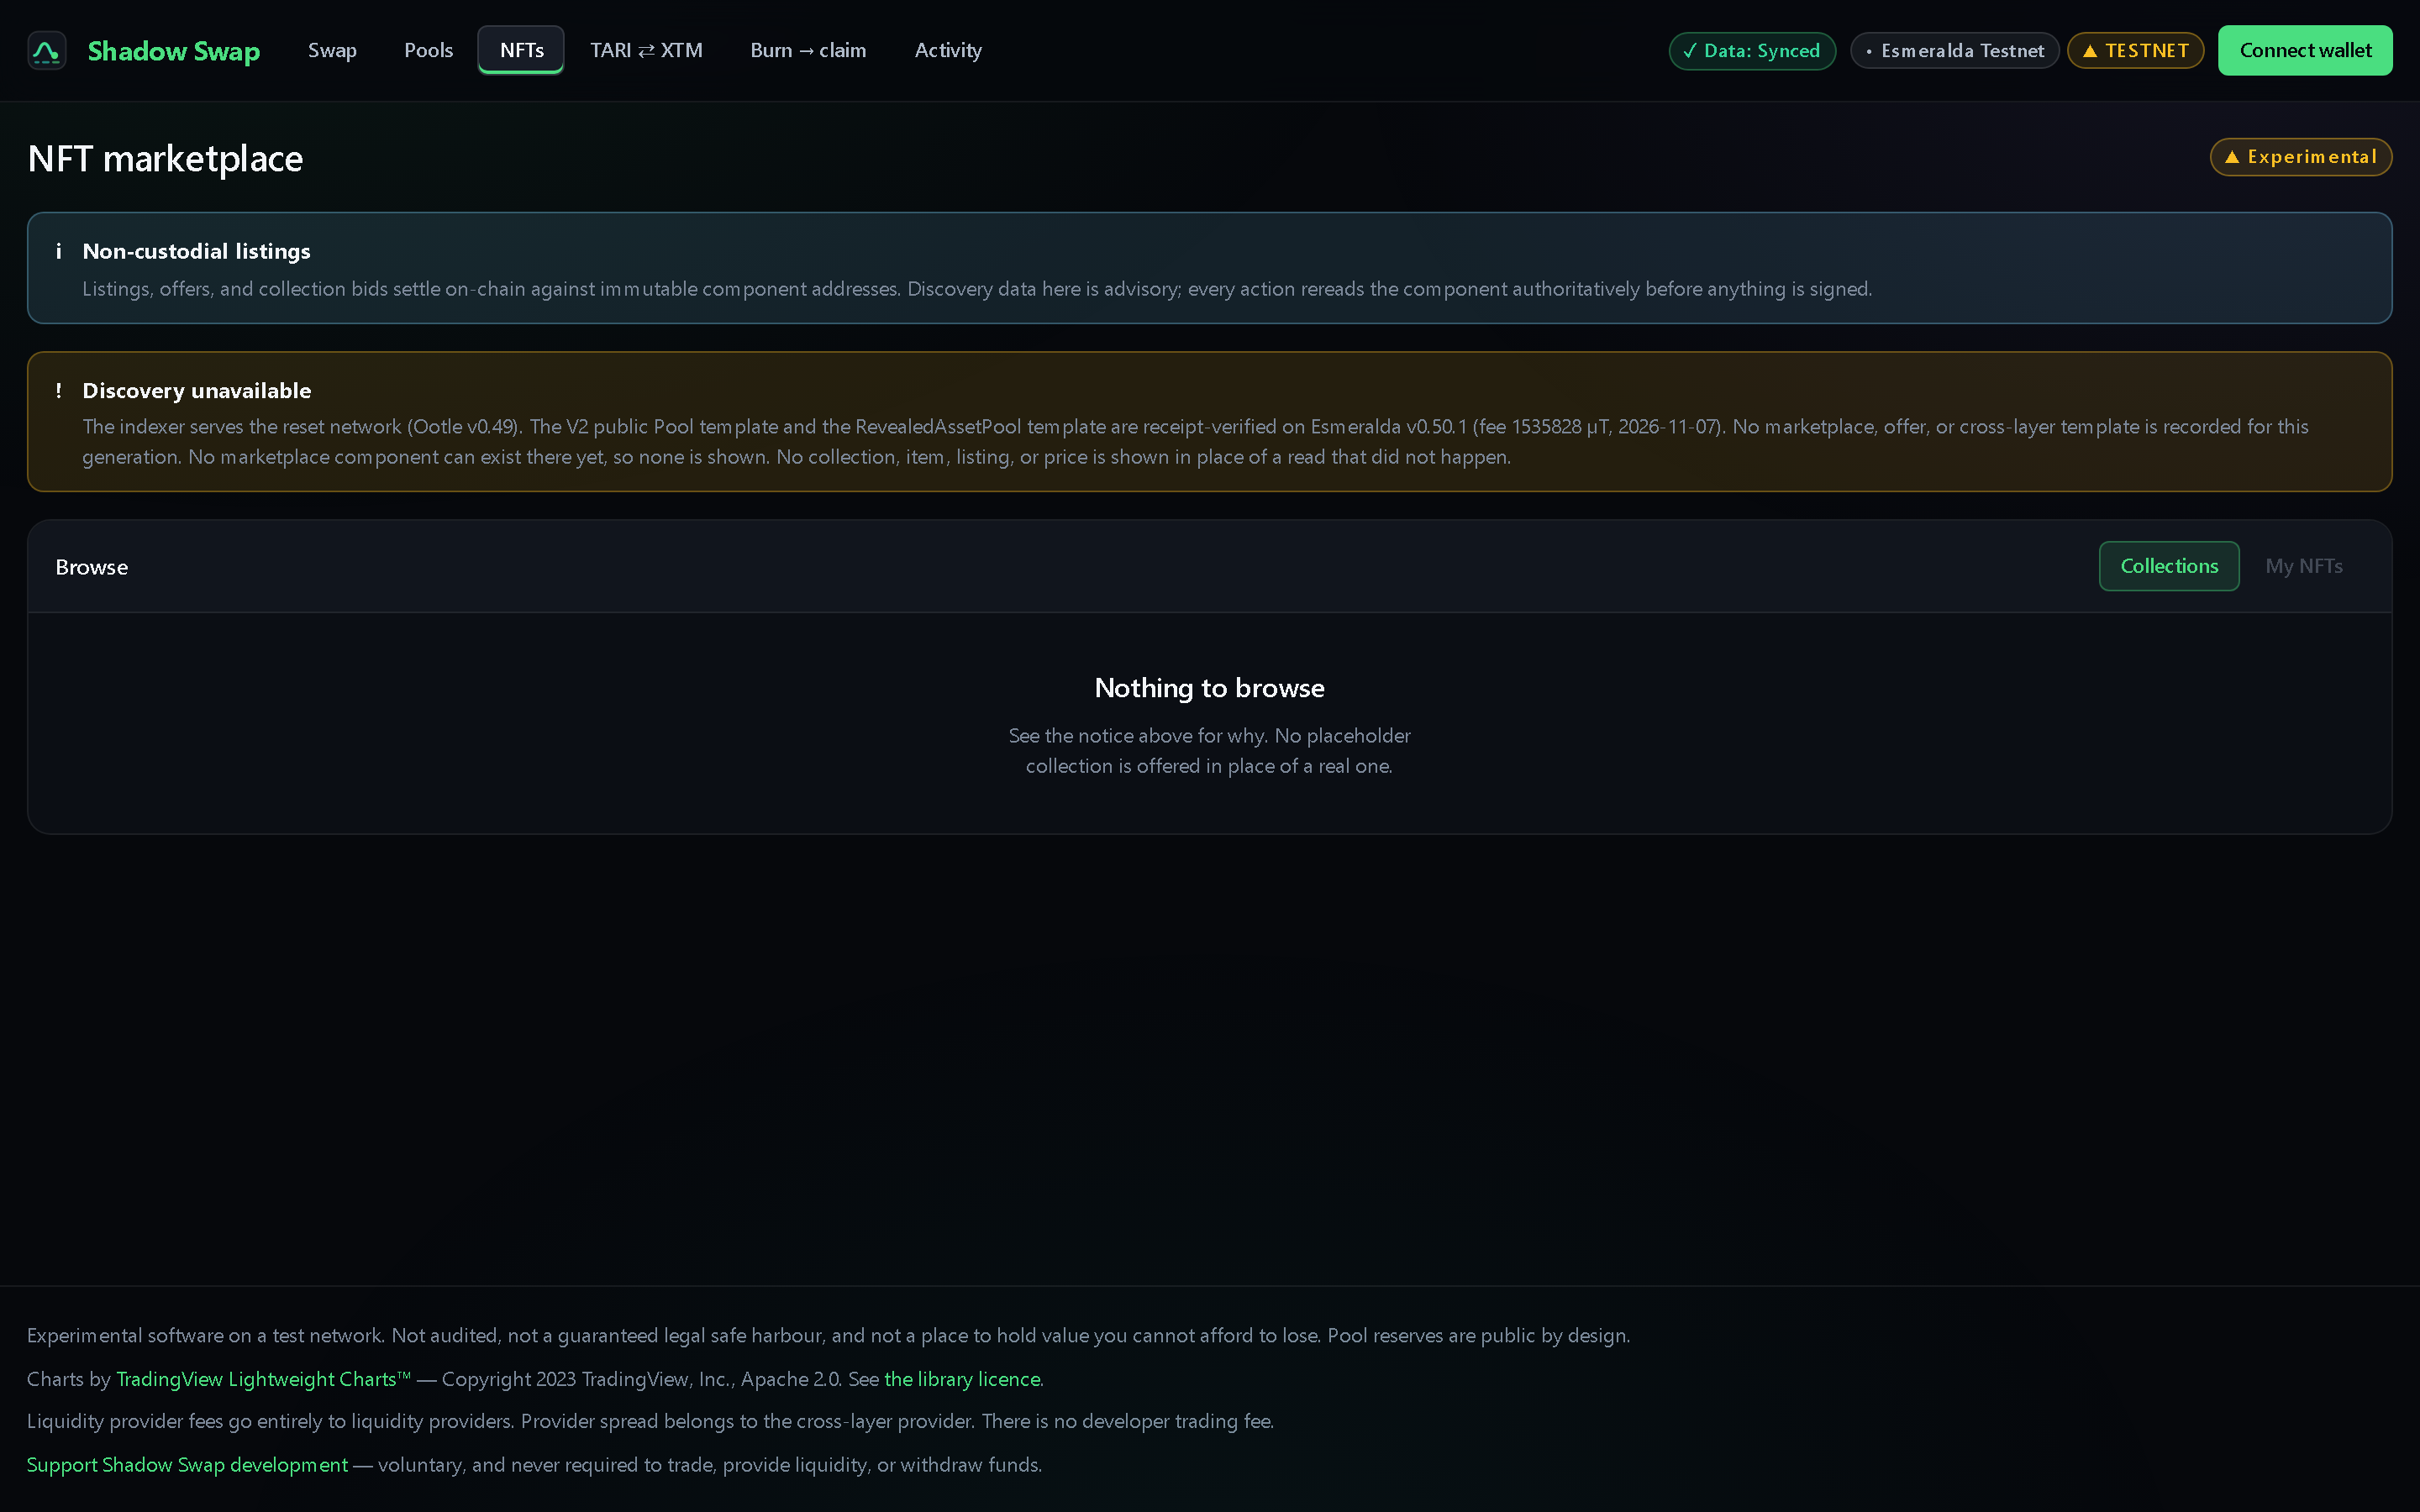 Shadow Swap
Swap
Pools
NFTs
TARI ⇄ XTM
Burn → claim
Activity
✓ Data: Synced
• Esmeralda Testnet
▲ TESTNET
Connect wallet
NFT marketplace
▲ Experimental
i Non-custodial listings
Listings, offers, and collection bids settle on-chain against immutable component addresses. Discovery data here is advisory; every action rereads the component authoritatively before anything is signed.
! Discovery unavailable
The indexer serves the reset network (Ootle v0.49). The V2 public Pool template and the RevealedAssetPool template are receipt-verified on Esmeralda v0.50.1 (fee 1535828 µT, 2026-11-07). No marketplace, offer, or cross-layer template is recorded for this
generation. No marketplace component can exist there yet, so none is shown. No collection, item, listing, or price is shown in place of a read that did not happen.
Browse
Collections
My NFTs
Nothing to browse
See the notice above for why. No placeholder
collection is offered in place of a real one.
Experimental software on a test network. Not audited, not a guaranteed legal safe harbour, and not a place to hold value you cannot afford to lose. Pool reserves are public by design.
Charts by TradingView Lightweight Charts™ — Copyright 2023 TradingView, Inc., Apache 2.0. See the library licence.
Liquidity provider fees go entirely to liquidity providers. Provider spread belongs to the cross-layer provider. There is no developer trading fee.
Support Shadow Swap development — voluntary, and never required to trade, provide liquidity, or withdraw funds.